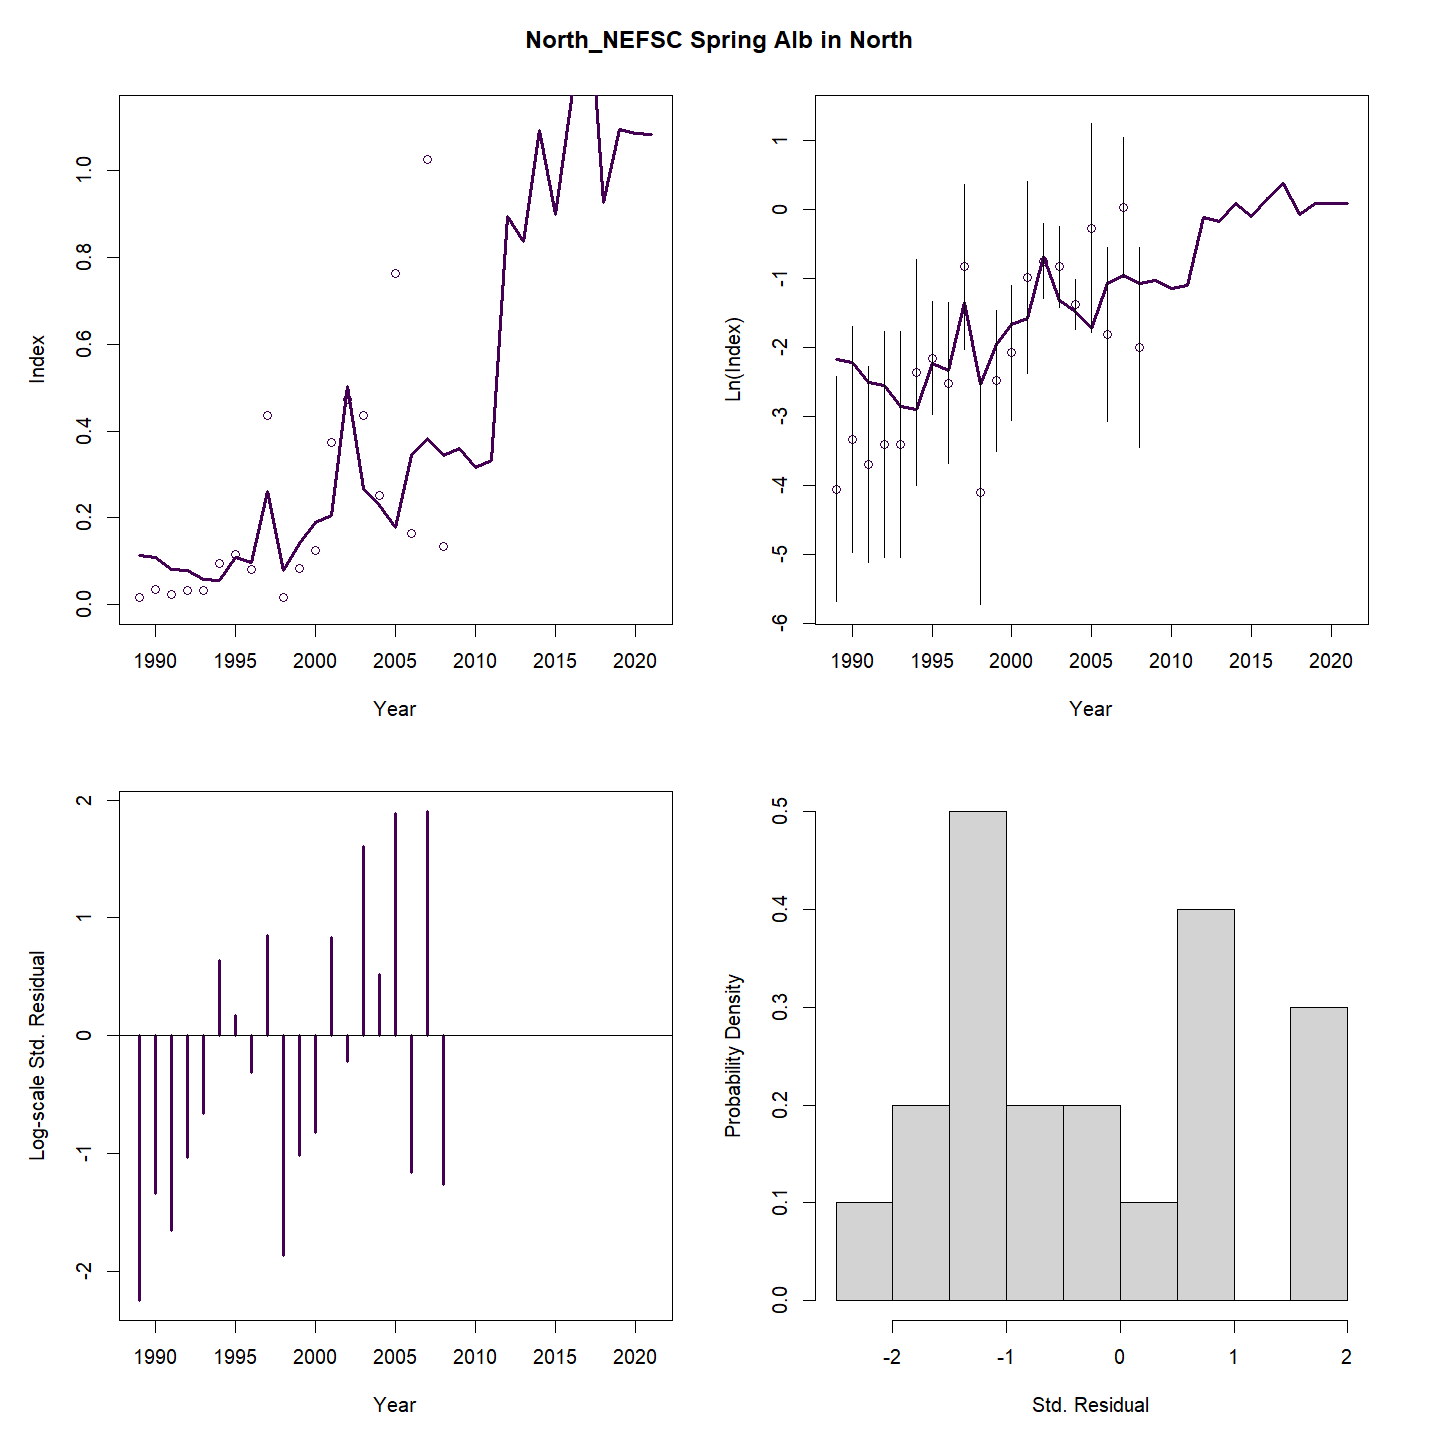 North_NEFSC Spring Alb in North
Index
0.0 0.2 0.4 0.6 0.8 1.0
1990 1995 2000 2005 2010 2015 2020
Year
Ln(Index)
-6 -5 -4 -3 -2 -1 0 1
1990 1995 2000 2005 2010 2015 2020
Year
Log-scale Std. Residual
-2 -1 0 1 2
1990 1995 2000 2005 2010 2015 2020
Year
Probability Density
0.0 0.1 0.2 0.3 0.4 0.5
-2 -1 0 1 2
Std. Residual